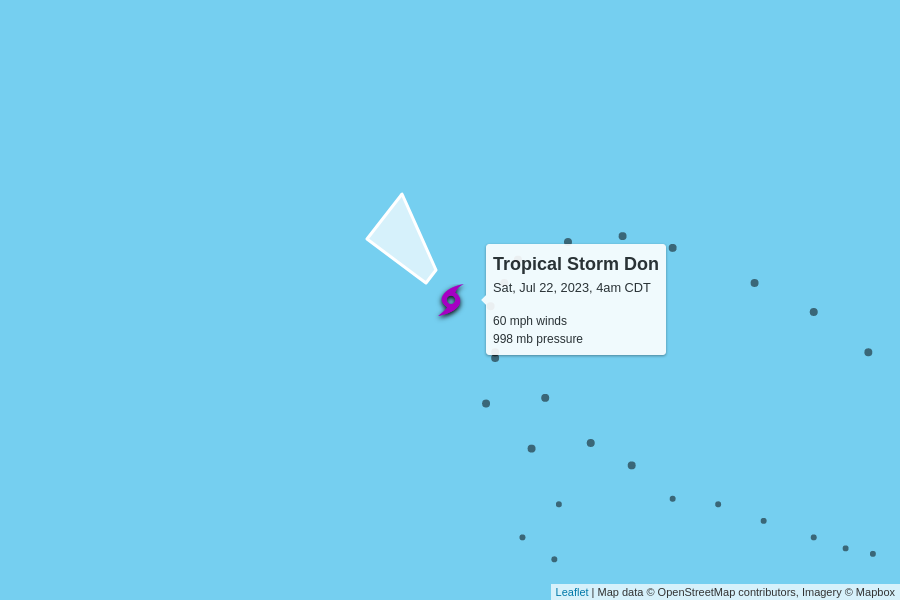 Tropical Storm Don
Sat, Jul 22, 2023, 4am CDT
60 mph winds
998 mb pressure
Leaflet | Map data © OpenStreetMap contributors, Imagery © Mapbox